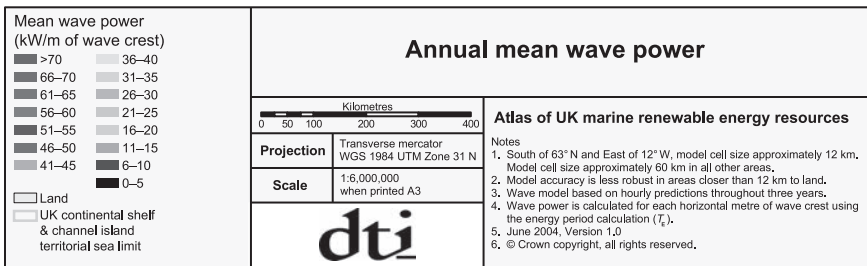 Mean wave power
(kW/m of wave crest)
>70
66–70
61–65
56–60
51–55
46–50
41–45
36–40
31–35
26–30
21–25
16–20
11–15
6–10
0–5
Land
UK continental shelf
& channel island
territorial sea limit
Annual mean wave power
Kilometres
0 50 100 200 300 400
Projection
Transverse mercator
WGS 1984 UTM Zone 31 N
Scale
1:6,000,000
when printed A3
dti
Atlas of UK marine renewable energy resources
Notes
1. South of 63° N and East of 12° W, model cell size approximately 12 km.
Model cell size approximately 60 km in all other areas.
2. Model accuracy is less robust in areas closer than 12 km to land.
3. Wave model based on hourly predictions throughout three years.
4. Wave power is calculated for each horizontal metre of wave crest using
the energy period calculation (TE).
5. June 2004, Version 1.0
6. © Crown copyright, all rights reserved.